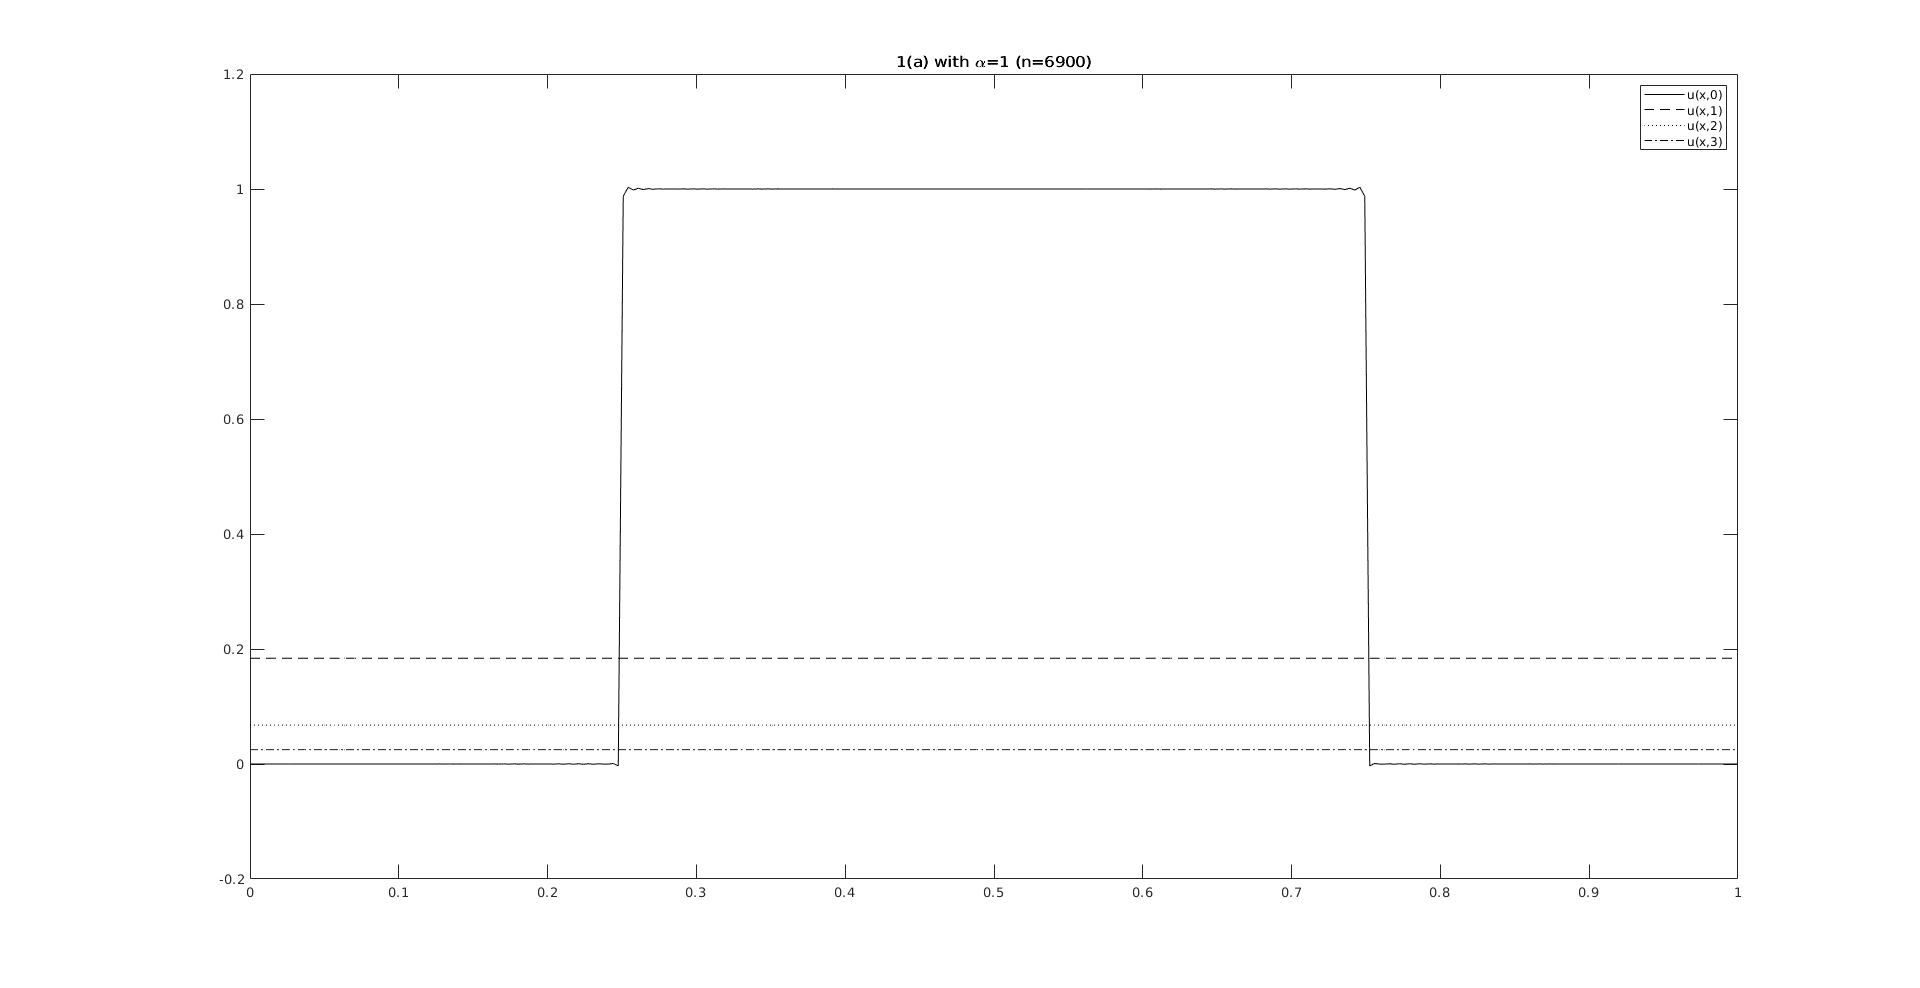 1(a) with α=1 (n=6900)
1.2
u(x,0)
u(x,1)
u(x,2)
u(x,3)
1
0.8
0.6
0.4
0.2
0
-0.2
0 0.1 0.2 0.3 0.4 0.5 0.6 0.7 0.8 0.9 1